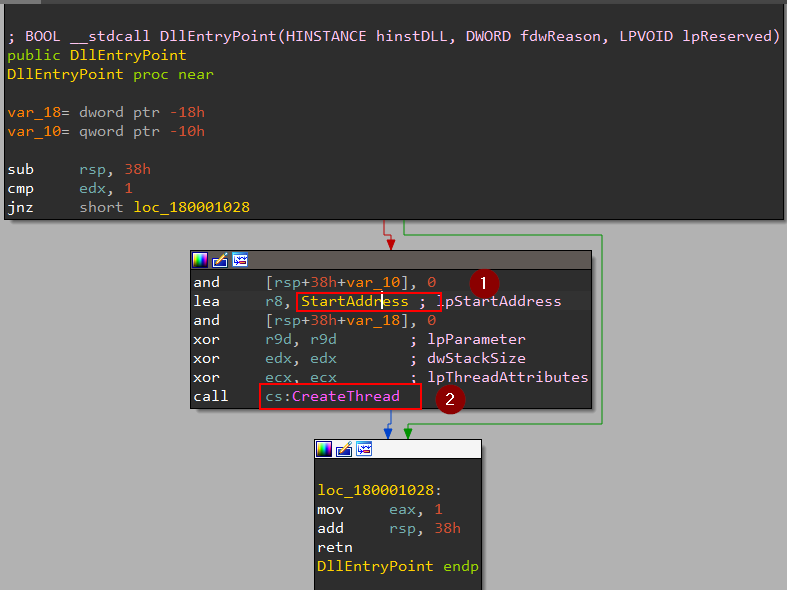 ; BOOL __stdcall DllEntryPoint(HINSTANCE hinstDLL, DWORD fdwReason, LPVOID lpReserved)
public DllEntryPoint
DllEntryPoint proc near
var_18= dword ptr -18h
var_10= qword ptr -10h
sub rsp, 38h
cmp edx, 1
jnz short loc_180001028
and [rsp+38h+var_10], 0 1
lea r8, StartAddress ; lpStartAddress
and [rsp+38h+var_18], 0
xor r9d, r9d ; lpParameter
xor edx, edx ; dwStackSize
xor ecx, ecx ; lpThreadAttributes
call cs:CreateThread 2
loc_180001028:
mov eax, 1
add rsp, 38h
retn
DllEntryPoint endp